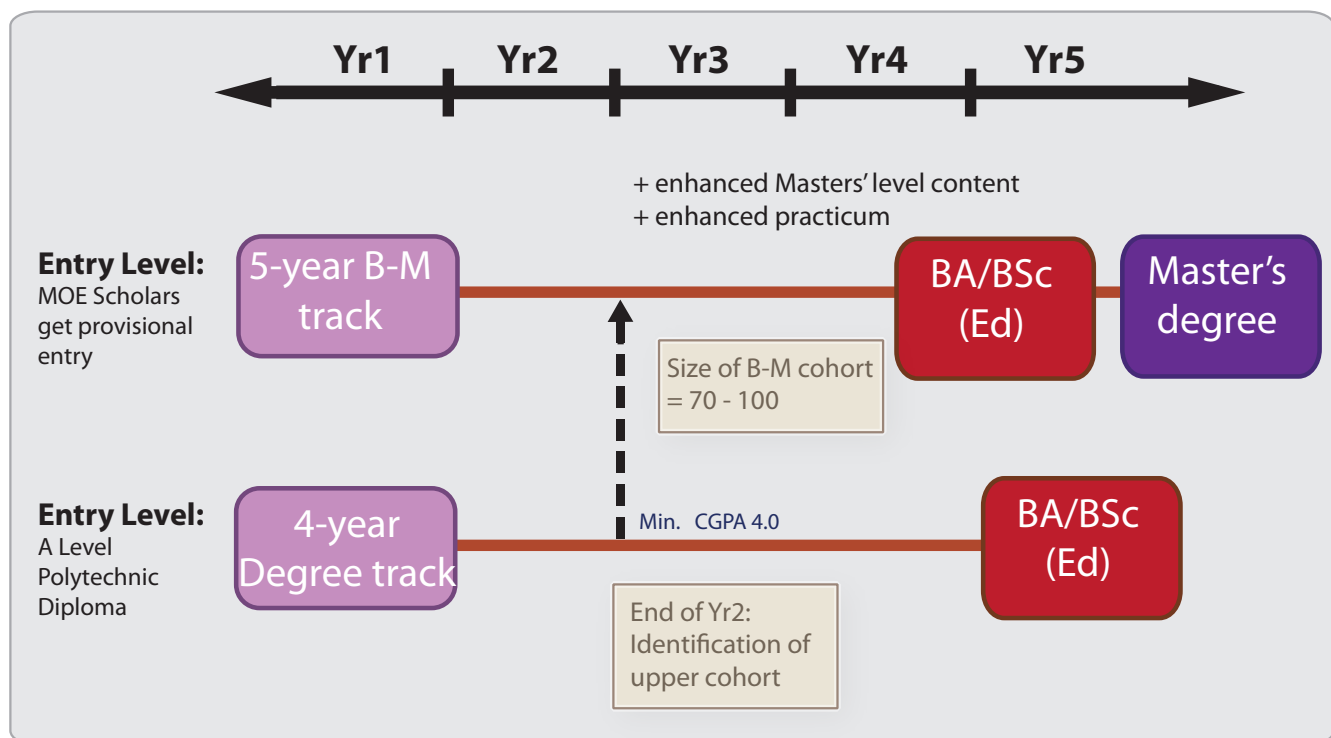 Yr1 Yr2 Yr3 Yr4 Yr5
+ enhanced Masters' level content
+ enhanced practicum
Entry Level:
MOE Scholars
get provisional
entry
5-year B-M
track
BA/BSc
(Ed)
Master's
degree
Size of B-M cohort
= 70 - 100
Entry Level:
A Level
Polytechnic
Diploma
4-year
Degree track
Min. CGPA 4.0
BA/BSc
(Ed)
End of Yr2:
Identification of
upper cohort